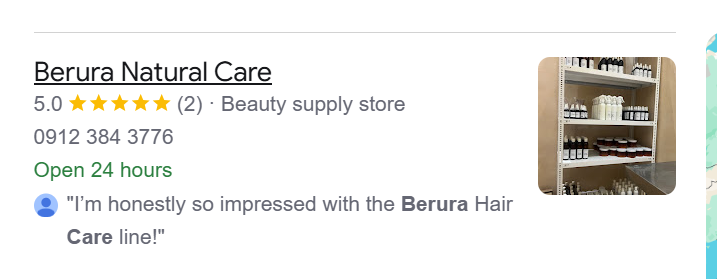 Berura Natural Care
5.0 ★★★★★ (2) · Beauty supply store
0912 384 3776
Open 24 hours
"I'm honestly so impressed with the Berura Hair
Care line!"